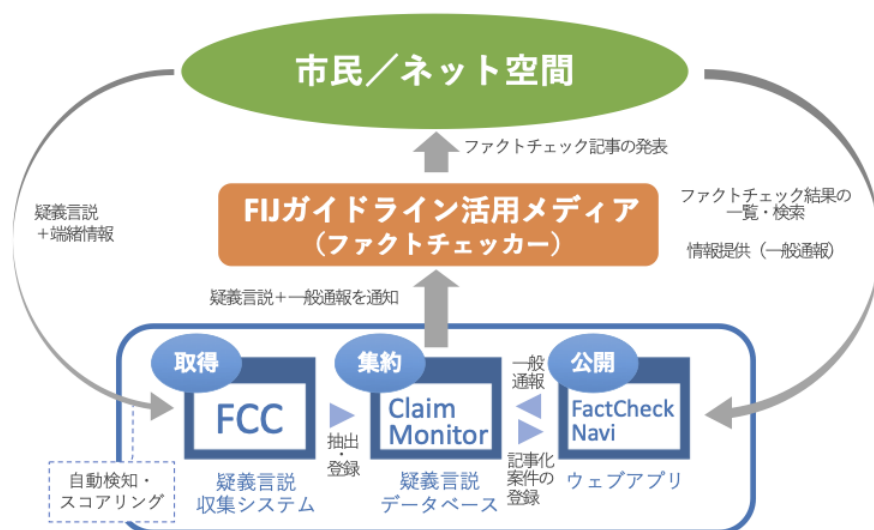 市民／ネット空間
ファクトチェック記事の発表
FIJガイドライン活用メディア
（ファクトチェッカー）
疑義言説
＋端緒情報
ファクトチェック結果の
一覧・検索
情報提供（一般通報）
疑義言説＋一般通報を通知
取得
FCC
疑義言説
収集システム
抽出・
登録
集約
Claim
Monitor
疑義言説
データベース
一般
通報
記事化
案件の
登録
公開
FactCheck
Navi
ウェブアプリ
自動検知・
スコアリング